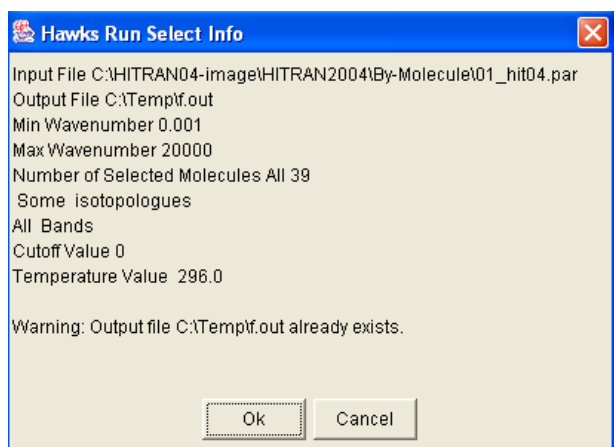 Hawks Run Select Info
Input File C:\HITRAN04-image\HITRAN2004\By-Molecule\01_hit04.par
Output File C:\Temp\f.out
Min Wavenumber 0.001
Max Wavenumber 20000
Number of Selected Molecules All 39
Some isotopologues
All Bands
Cutoff Value 0
Temperature Value 296.0
Warning: Output file C:\Temp\f.out already exists.
Ok Cancel